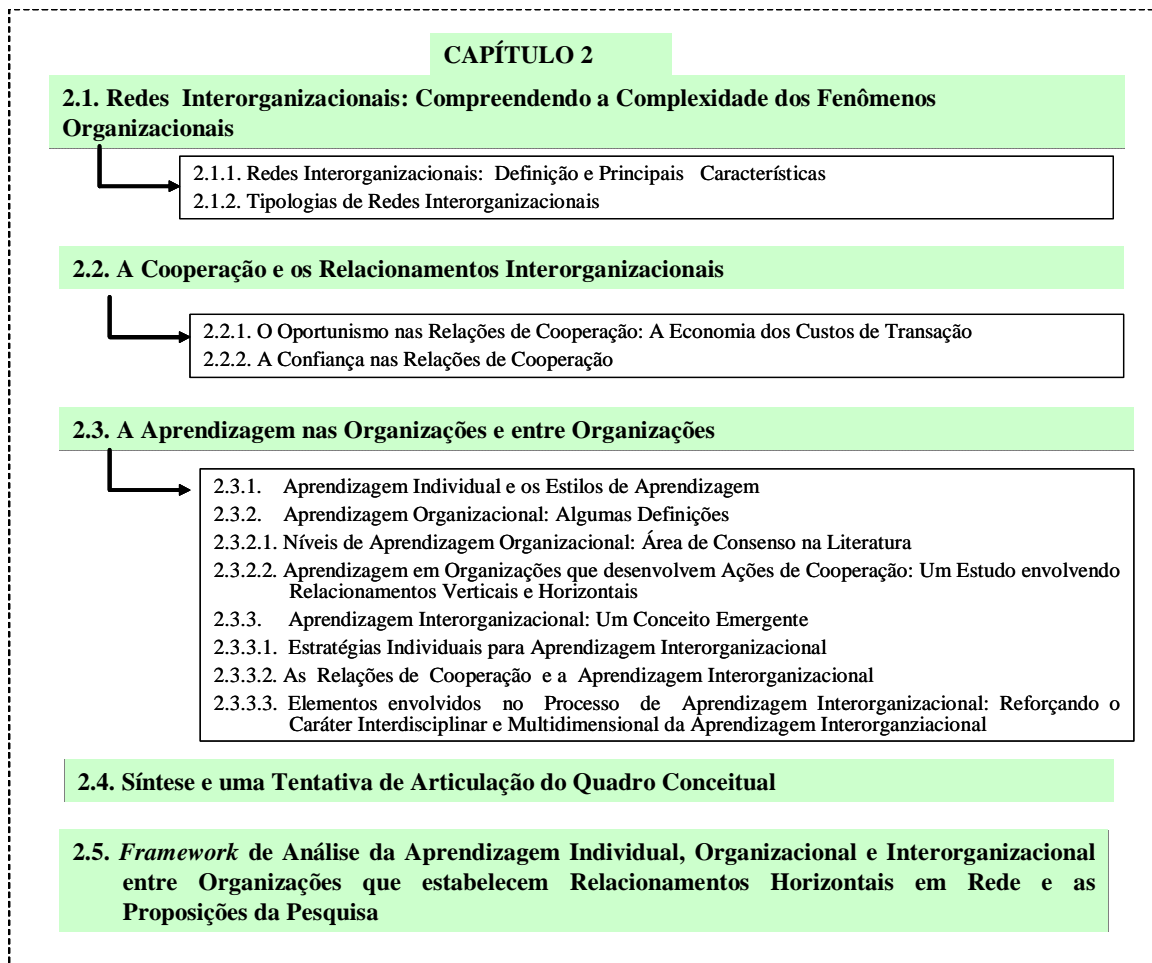 CAPÍTULO 2
2.1. Redes Interorganizacionais: Compreendendo a Complexidade dos Fenômenos
Organizacionais
2.1.1. Redes Interorganizacionais: Definição e Principais Características
2.1.2. Tipologias de Redes Interorganizacionais
2.2. A Cooperação e os Relacionamentos Interorganizacionais
2.2.1. O Oportunismo nas Relações de Cooperação: A Economia dos Custos de Transação
2.2.2. A Confiança nas Relações de Cooperação
2.3. A Aprendizagem nas Organizações e entre Organizações
2.3.1. Aprendizagem Individual e os Estilos de Aprendizagem
2.3.2. Aprendizagem Organizacional: Algumas Definições
2.3.2.1. Níveis de Aprendizagem Organizacional: Área de Consenso na Literatura
2.3.2.2. Aprendizagem em Organizações que desenvolvem Ações de Cooperação: Um Estudo envolvendo
Relacionamentos Verticais e Horizontais
2.3.3. Aprendizagem Interorganizacional: Um Conceito Emergente
2.3.3.1. Estratégias Individuais para Aprendizagem Interorganizacional
2.3.3.2. As Relações de Cooperação e a Aprendizagem Interorganizacional
2.3.3.3. Elementos envolvidos no Processo de Aprendizagem Interorganizacional: Reforçando o
Caráter Interdisciplinar e Multidimensional da Aprendizagem Interorganziacional
2.4. Síntese e uma Tentativa de Articulação do Quadro Conceitual
2.5. Framework de Análise da Aprendizagem Individual, Organizacional e Interorganizacional
entre Organizações que estabelecem Relacionamentos Horizontais em Rede e as
Proposições da Pesquisa